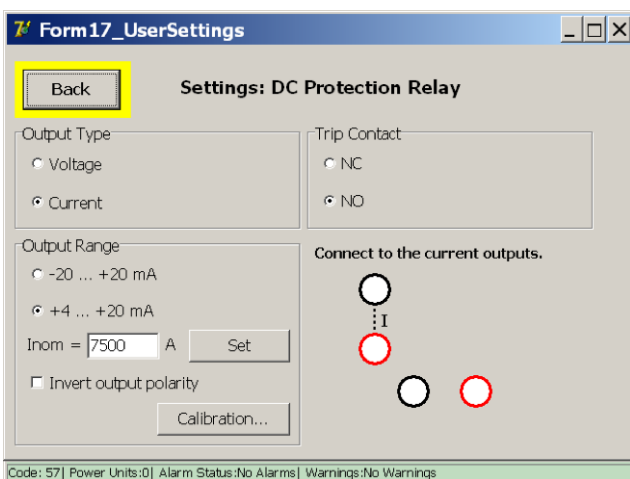 Form17_UserSettings
Back
Settings: DC Protection Relay
Output Type
Voltage
Current
Trip Contact
NC
NO
Output Range
-20 ... +20 mA
+4 ... +20 mA
Inom = 7500 A Set
Invert output polarity
Calibration...
Connect to the current outputs.
I
Code: 57| Power Units:0| Alarm Status:No Alarms| Warnings:No Warnings